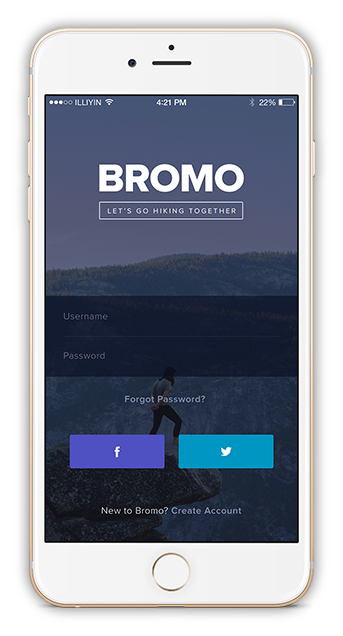 ILLIYIN 4:21 PM 22%
BROMO
LET'S GO HIKING TOGETHER
Username
Password
Forgot Password?
f
New to Bromo? Create Account